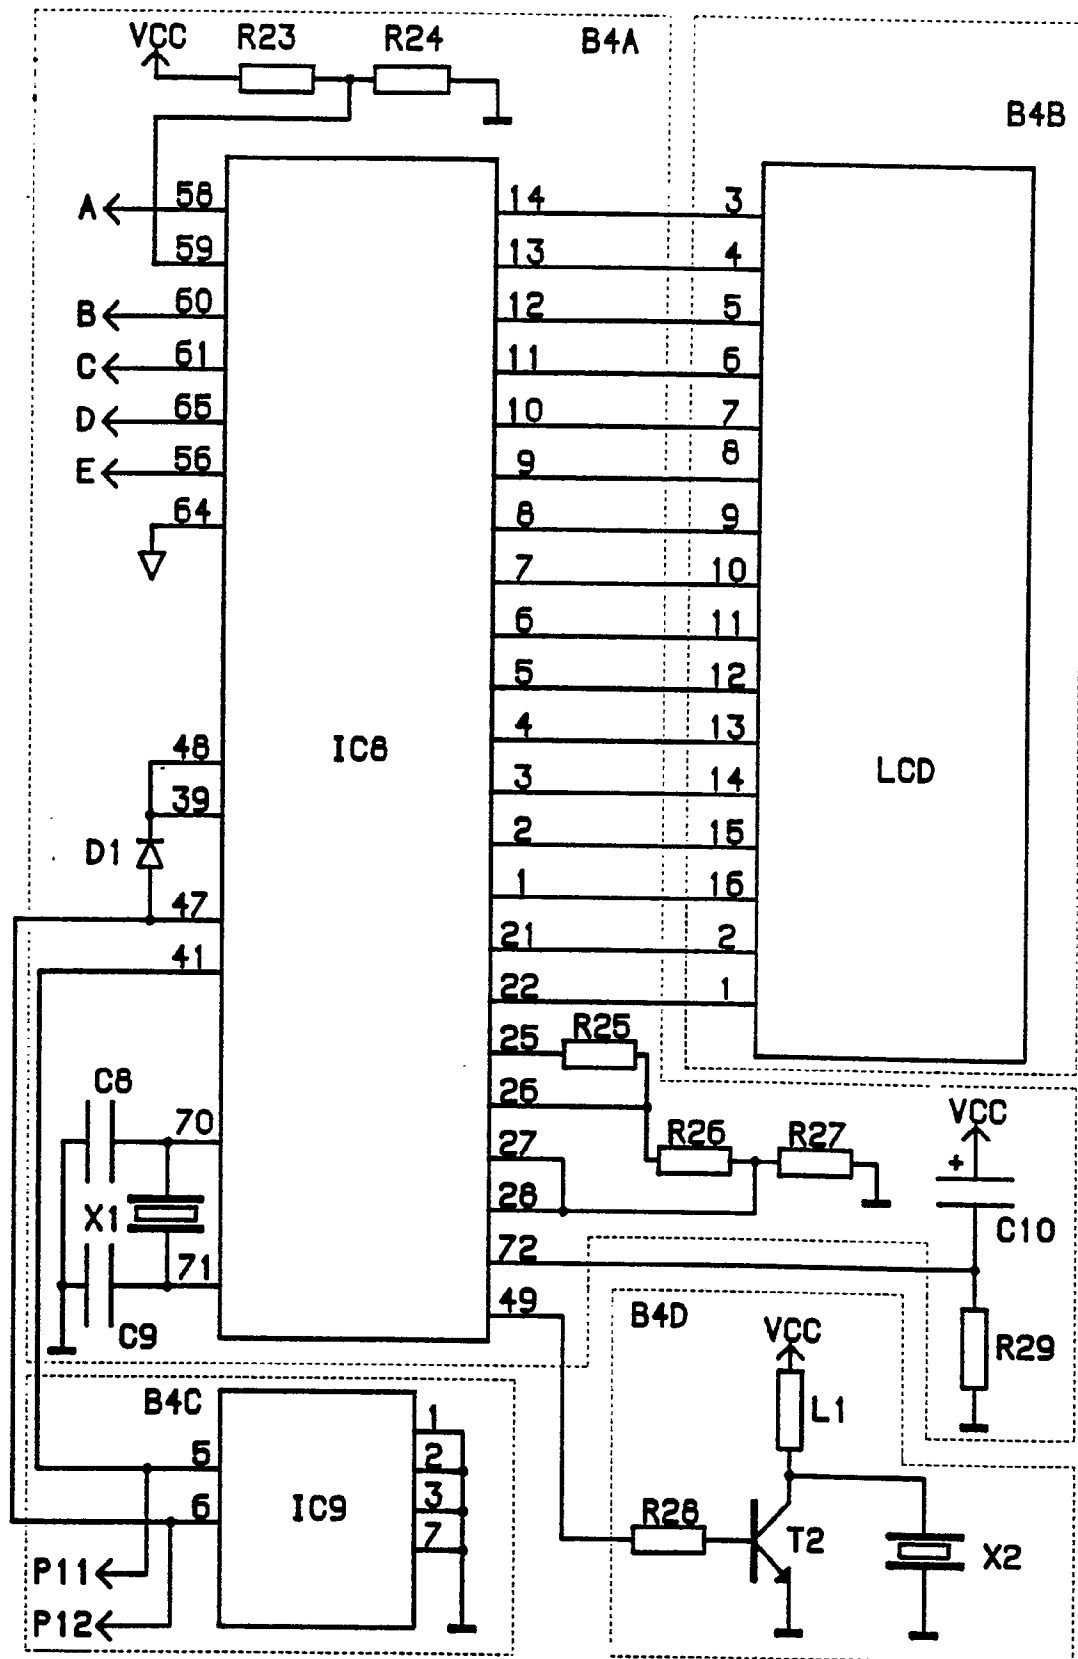 VCC R23 R24 B4A
B4B
A 58 14 3
59 13 4
B 60 12 5
C 61 11 6
D 65 10 7
E 56 9 8
64 8 9
7 10
6 11
5 12
48 IC8 4 13
LCD
39 3 14
D1 2 15
1 16
47 21 2
41 22 1
25 R25
C8 26 VCC
70 R26 R27
27 +
X1 28 C10
71 72
C9 49 B4D VCC R29
B4C 1 L1
5 2
6 IC9 3 R28
7 T2 X2
P11
P12